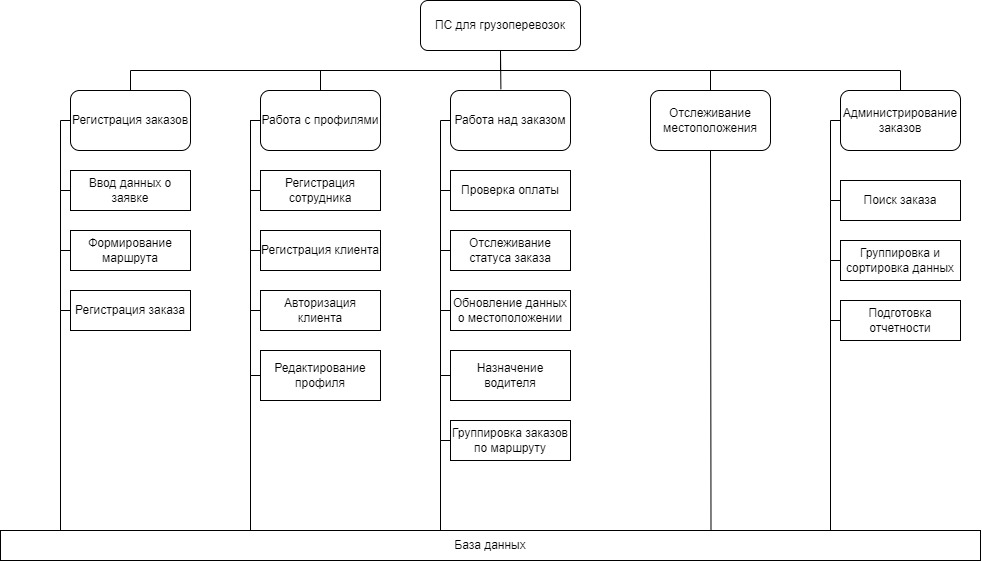 ПС для грузоперевозок
Регистрация заказов
Работа с профилями
Работа над заказом
Отслеживание
местоположения
Администрирование
заказов
Ввод данных о
заявке
Формирование
маршрута
Регистрация заказа
Регистрация
сотрудника
Регистрация клиента
Авторизация
клиента
Редактирование
профиля
Проверка оплаты
Отслеживание
статуса заказа
Обновление данных
о местоположении
Назначение
водителя
Группировка заказов
по маршруту
Поиск заказа
Группировка и
сортировка данных
Подготовка
отчетности
База данных